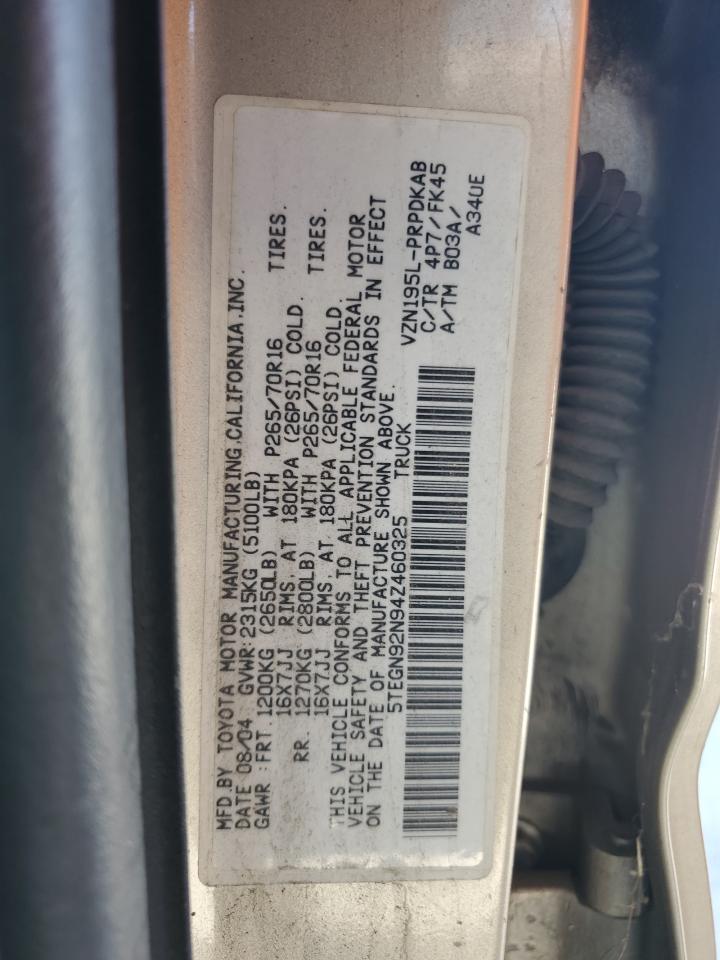 MFD.BY TOYOTA MOTOR MANUFACTURING,CALIFORNIA,INC.
DATE 08/04 GVWR:2315KG (5100LB)
GAWR :FRT.1200KG (2650LB) WITH P265/70R16 TIRES.
16X7JJ RIMS, AT 180KPA (26PSI) COLD.
RR. 1270KG (2800LB) WITH P265/70R16 TIRES.
16X7JJ RIMS, AT 180KPA (26PSI) COLD.
THIS VEHICLE CONFORMS TO ALL APPLICABLE FEDERAL MOTOR
VEHICLE SAFETY AND THEFT PREVENTION STANDARDS IN EFFECT
ON THE DATE OF MANUFACTURE SHOWN ABOVE.
5TEGN92N94Z460325 TRUCK
VZN195L-PRPDKAB
C/TR 4P7/FK45
A/TM B03A/
A34UE